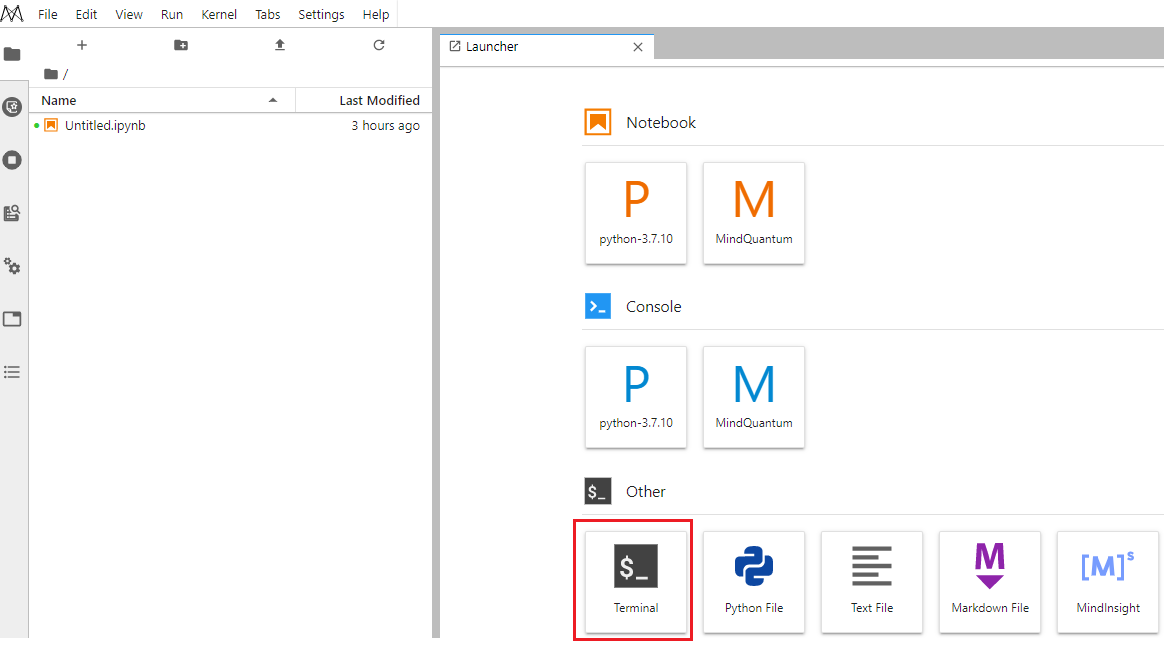 File Edit View Run Kernel Tabs Settings Help
Launcher
/
Name Last Modified
Untitled.ipynb 3 hours ago
Notebook
P M
python-3.7.10 MindQuantum
Console
>_
P M
python-3.7.10 MindQuantum
$_ Other
$_ M [M]s
Terminal Python File Text File Markdown File MindInsight